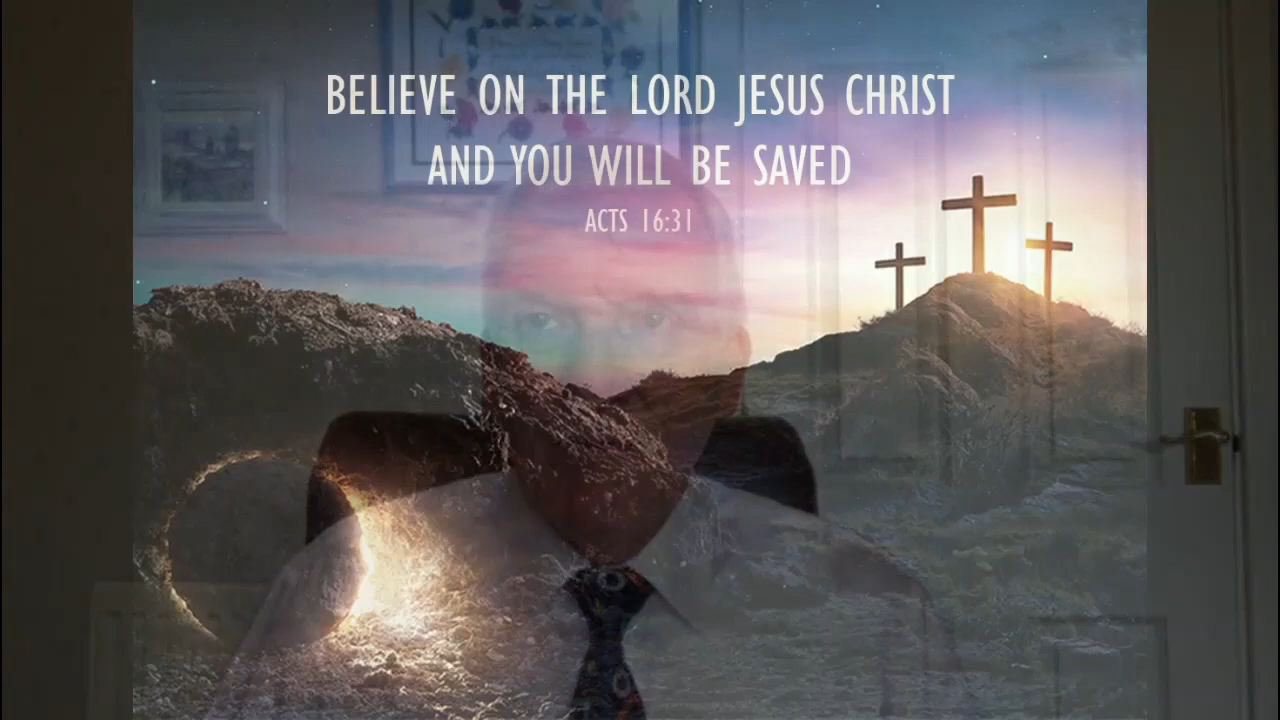 BELIEVE ON THE LORD JESUS CHRIST
AND YOU WILL BE SAVED
ACTS 16:31